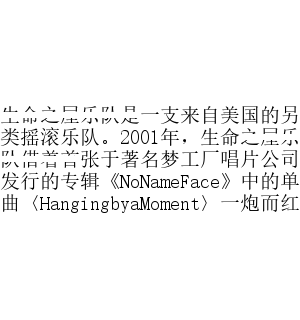 生命之屋乐队是一支来自美国的另
类摇滚乐队。2001年，生命之屋乐
队借着首张于著名梦工厂唱片公司
发行的专辑《NoNameFace》中的单
曲〈HangingbyaMoment〉一炮而红